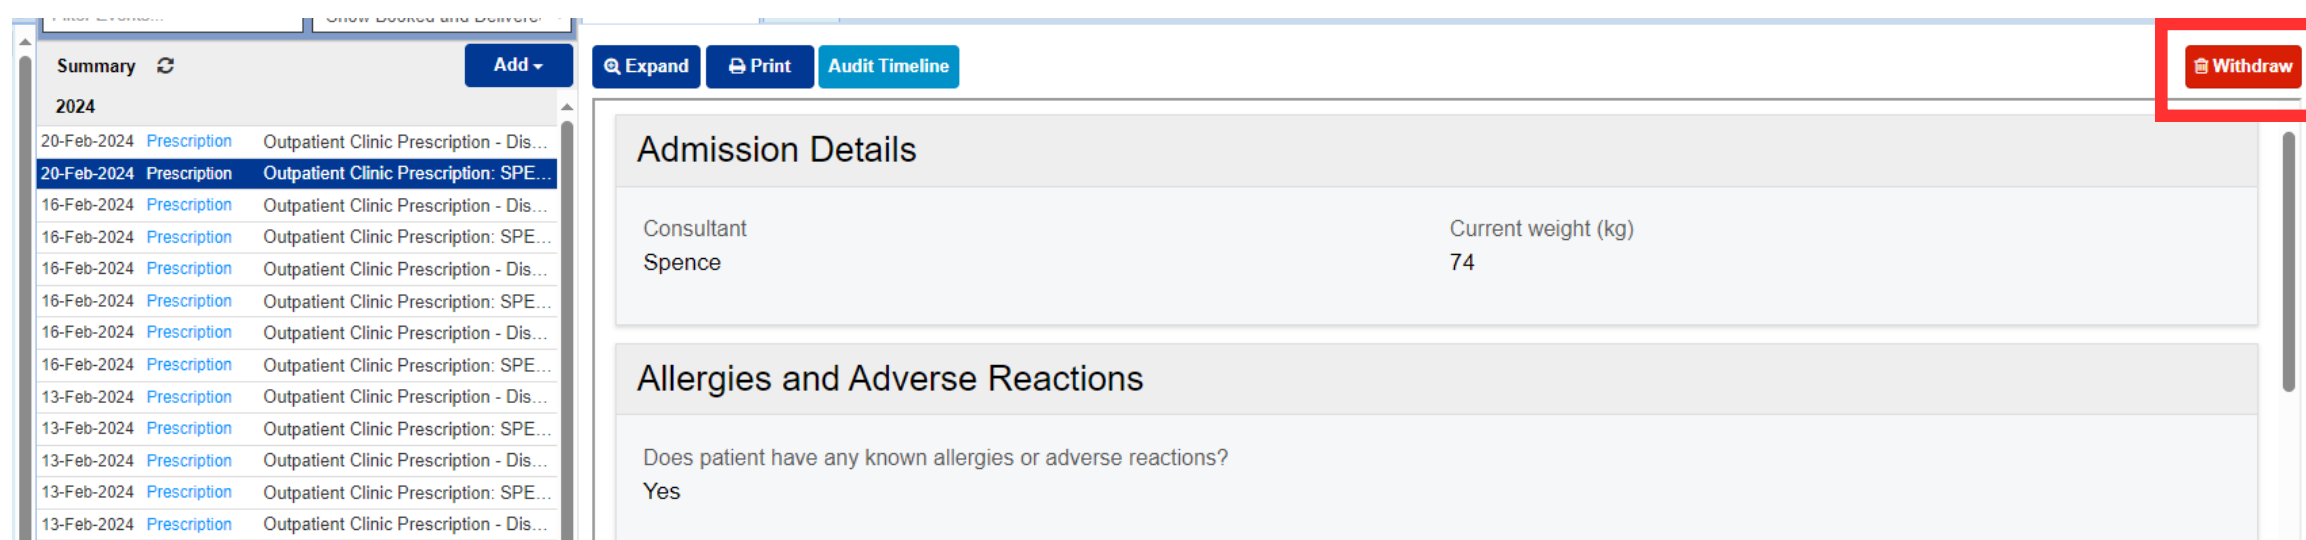 Summary
Add
2024
20-Feb-2024 Prescription Outpatient Clinic Prescription - Dis...
20-Feb-2024 Prescription Outpatient Clinic Prescription: SPE...
16-Feb-2024 Prescription Outpatient Clinic Prescription - Dis...
16-Feb-2024 Prescription Outpatient Clinic Prescription: SPE...
16-Feb-2024 Prescription Outpatient Clinic Prescription - Dis...
16-Feb-2024 Prescription Outpatient Clinic Prescription: SPE...
16-Feb-2024 Prescription Outpatient Clinic Prescription - Dis...
16-Feb-2024 Prescription Outpatient Clinic Prescription: SPE...
13-Feb-2024 Prescription Outpatient Clinic Prescription - Dis...
13-Feb-2024 Prescription Outpatient Clinic Prescription: SPE...
13-Feb-2024 Prescription Outpatient Clinic Prescription - Dis...
13-Feb-2024 Prescription Outpatient Clinic Prescription: SPE...
13-Feb-2024 Prescription Outpatient Clinic Prescription - Dis...
Expand
Print
Audit Timeline
Withdraw
Admission Details
Consultant
Spence
Current weight (kg)
74
Allergies and Adverse Reactions
Does patient have any known allergies or adverse reactions?
Yes